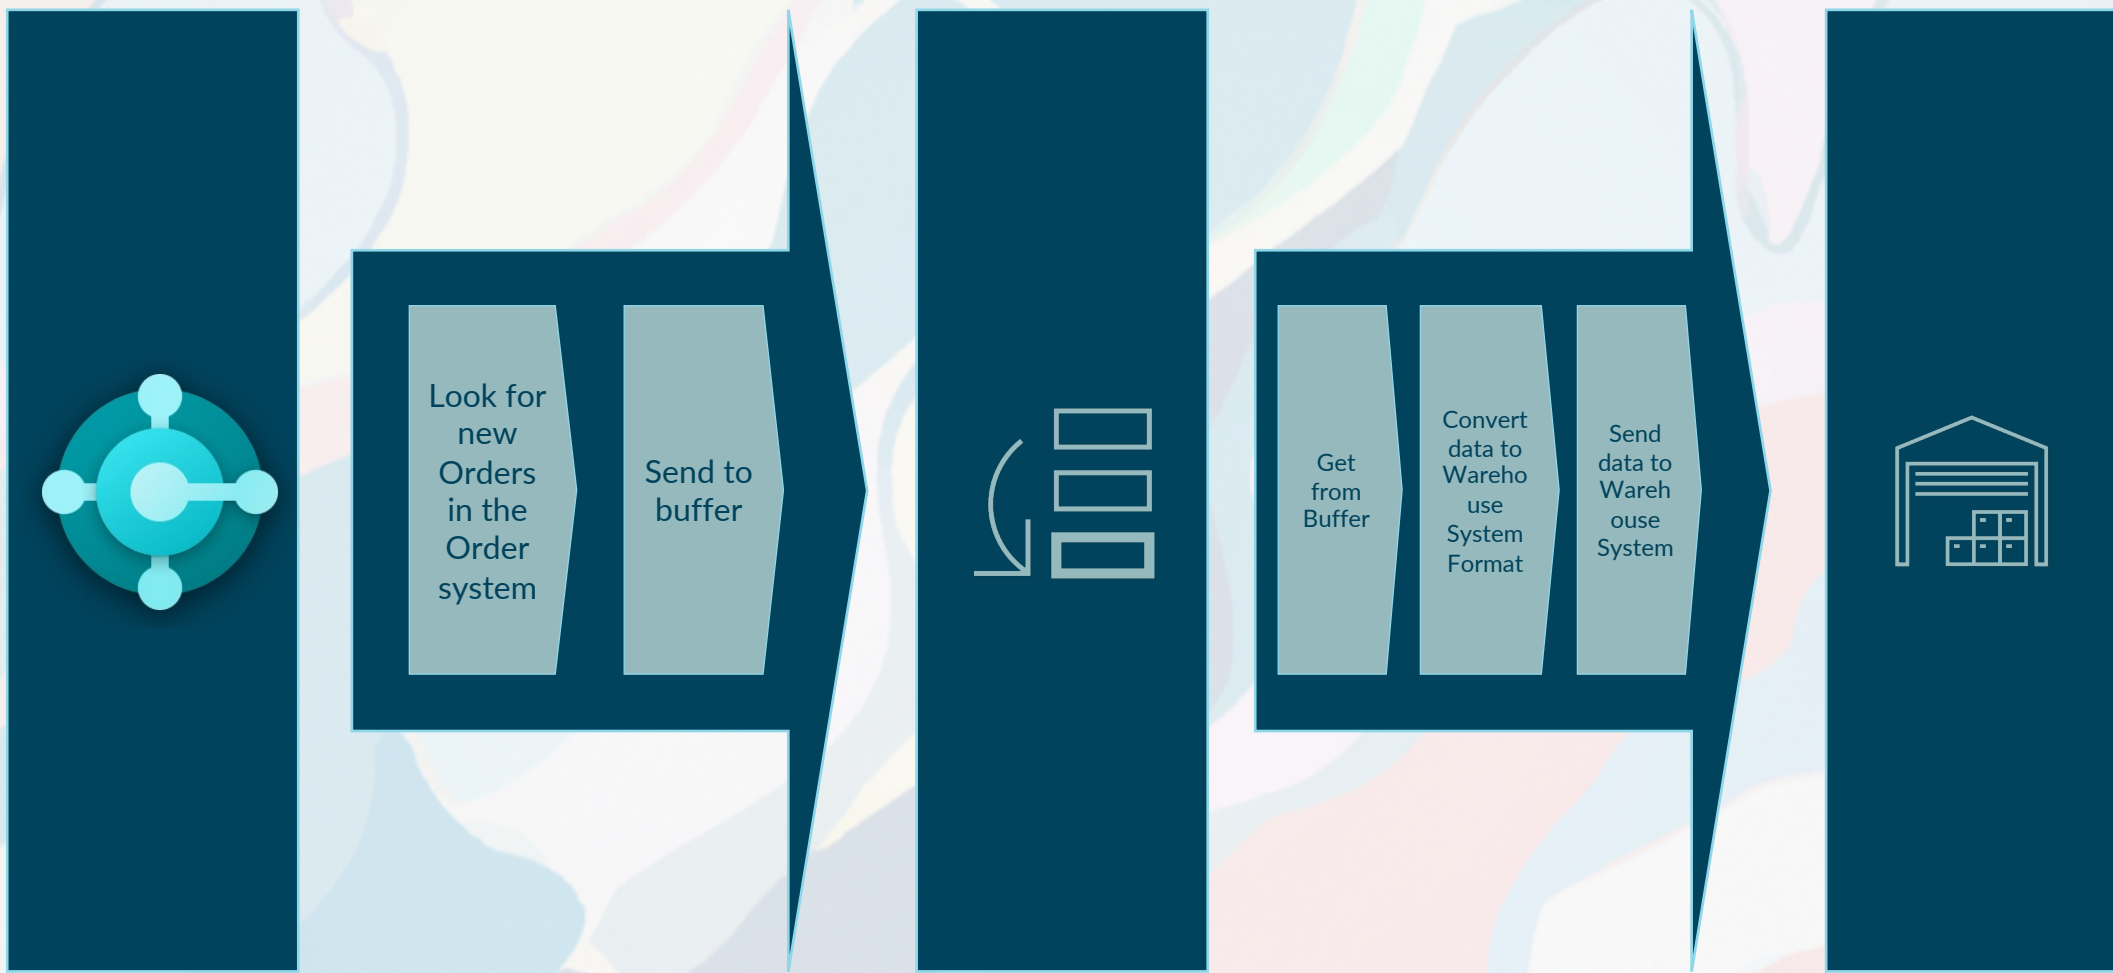 Look for
new
Orders
in the
Order
system
Send to
buffer
Get
from
Buffer
Convert
data to
Wareho
use
System
Format
Send
data to
Wareh
ouse
System